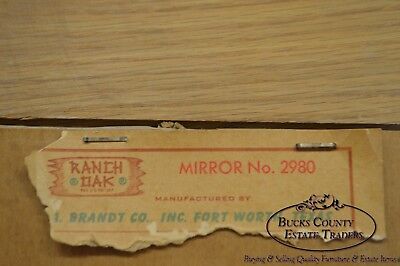 RANCH
® OAK ®
MIRROR No. 2980
MANUFACTURED BY
A. BRANDT CO., INC. FORT WORTH, TEXAS
BUCKS COUNTY
ESTATE TRADERS
Buying & Selling Quality Furniture & Estate Items